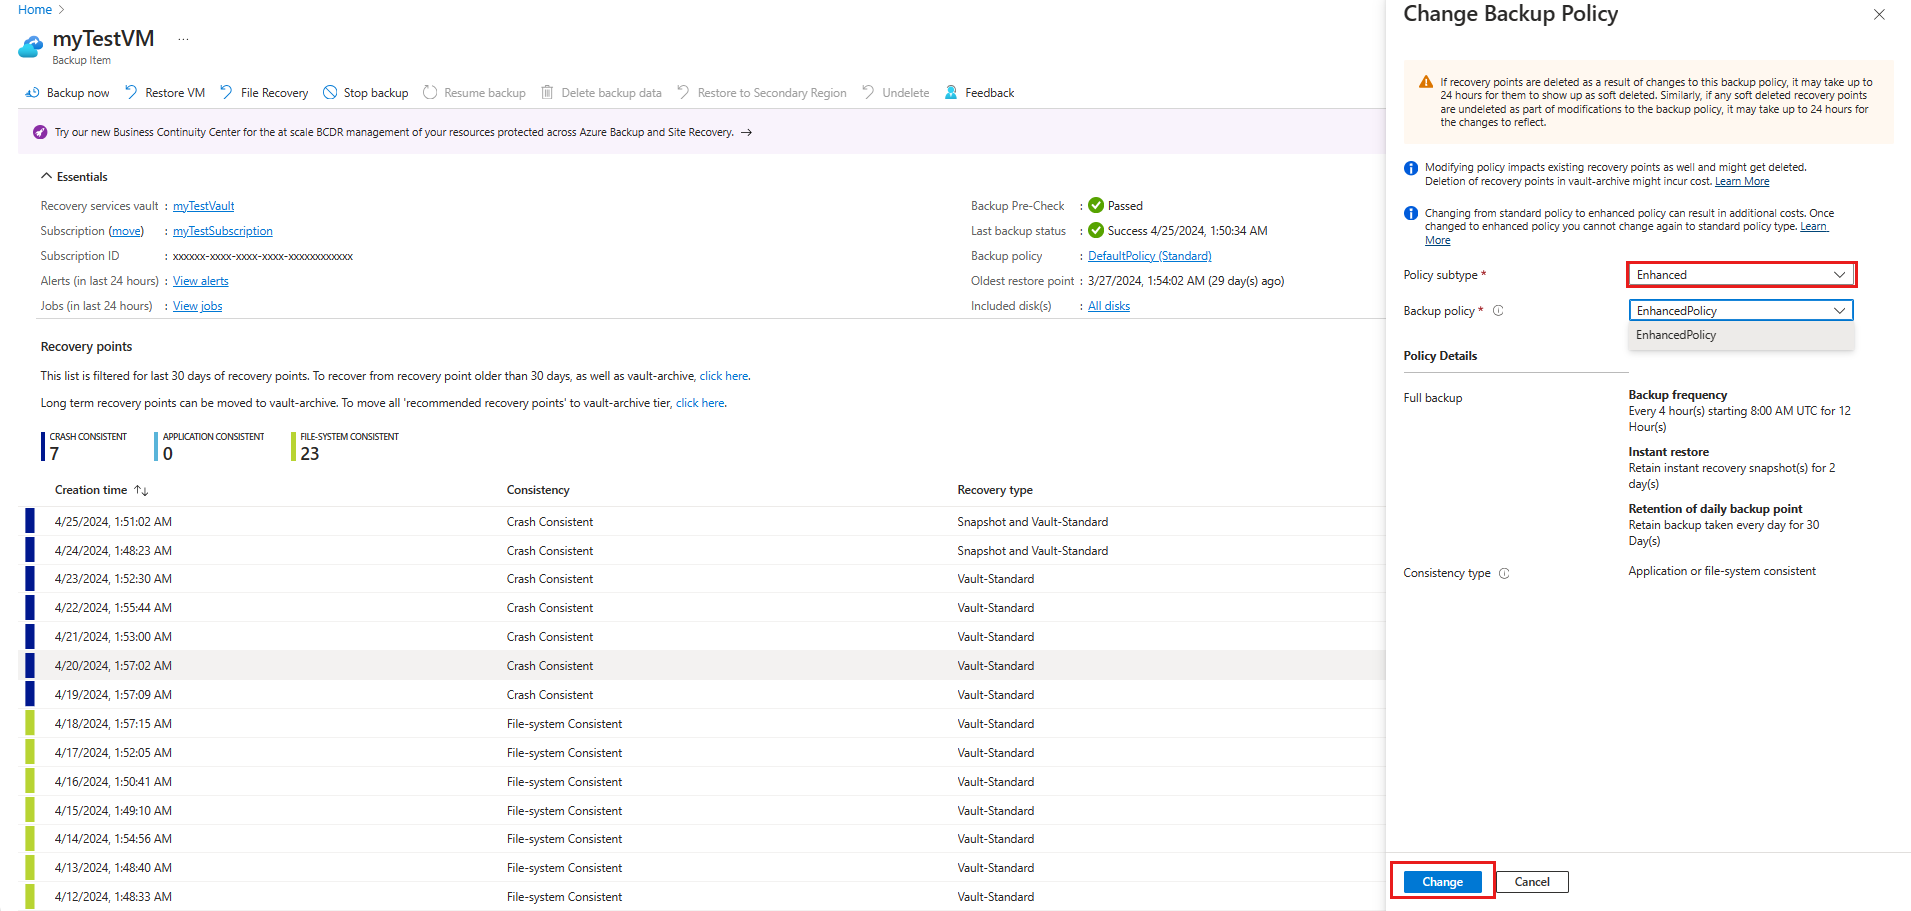 Home >
myTestVM ...
Backup Item
Backup now Restore VM File Recovery Stop backup Resume backup Delete backup data Restore to Secondary Region Undelete Feedback
Try our new Business Continuity Center for the at scale BCDR management of your resources protected across Azure Backup and Site Recovery. →
Essentials
Recovery services vault : myTestVault
Subscription (move) : myTestSubscription
Subscription ID : xxxxxx-xxxx-xxxx-xxxx-xxxxxxxxxxxx
Alerts (in last 24 hours) : View alerts
Jobs (in last 24 hours) : View jobs
Backup Pre-Check : Passed
Last backup status : Success 4/25/2024, 1:50:34 AM
Backup policy : DefaultPolicy (Standard)
Oldest restore point : 3/27/2024, 1:54:02 AM (29 day(s) ago)
Included disk(s) : All disks
Recovery points
This list is filtered for last 30 days of recovery points. To recover from recovery point older than 30 days, as well as vault-archive, click here.
Long term recovery points can be moved to vault-archive. To move all 'recommended recovery points' to vault-archive tier, click here.
CRASH CONSISTENT APPLICATION CONSISTENT FILE-SYSTEM CONSISTENT
7 0 23
Creation time ↑↓ Consistency Recovery type
4/25/2024, 1:51:02 AM Crash Consistent Snapshot and Vault-Standard
4/24/2024, 1:48:23 AM Crash Consistent Snapshot and Vault-Standard
4/23/2024, 1:52:30 AM Crash Consistent Vault-Standard
4/22/2024, 1:55:44 AM Crash Consistent Vault-Standard
4/21/2024, 1:53:00 AM Crash Consistent Vault-Standard
4/20/2024, 1:57:02 AM Crash Consistent Vault-Standard
4/19/2024, 1:57:09 AM Crash Consistent Vault-Standard
4/18/2024, 1:57:15 AM File-system Consistent Vault-Standard
4/17/2024, 1:52:05 AM File-system Consistent Vault-Standard
4/16/2024, 1:50:41 AM File-system Consistent Vault-Standard
4/15/2024, 1:49:10 AM File-system Consistent Vault-Standard
4/14/2024, 1:54:56 AM File-system Consistent Vault-Standard
4/13/2024, 1:48:40 AM File-system Consistent Vault-Standard
4/12/2024, 1:48:33 AM File-system Consistent Vault-Standard
Change Backup Policy
If recovery points are deleted as a result of changes to this backup policy, it may take up to
24 hours for them to show up as soft deleted. Similarly, if any soft deleted recovery points
are undeleted as part of modifications to the backup policy, it may take up to 24 hours for
the changes to reflect.
Modifying policy impacts existing recovery points as well and might get deleted.
Deletion of recovery points in vault-archive might incur cost. Learn More
Changing from standard policy to enhanced policy can result in additional costs. Once
changed to enhanced policy you cannot change again to standard policy type. Learn
More
Policy subtype * Enhanced
Backup policy * EnhancedPolicy
EnhancedPolicy
Policy Details
Full backup
Backup frequency
Every 4 hour(s) starting 8:00 AM UTC for 12
Hour(s)
Instant restore
Retain instant recovery snapshot(s) for 2
day(s)
Retention of daily backup point
Retain backup taken every day for 30
Day(s)
Consistency type Application or file-system consistent
Change Cancel